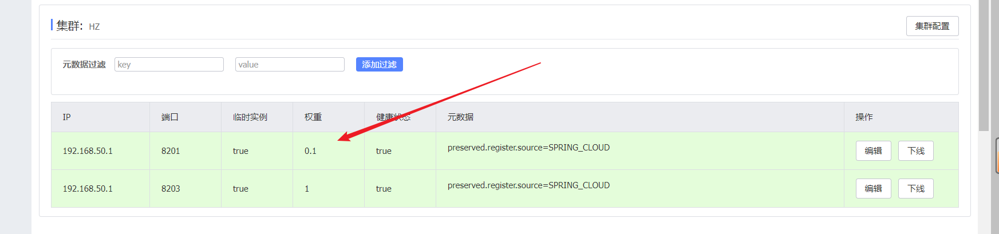 集群: HZ 集群配置
元数据过滤 key value 添加过滤
IP 端口 临时实例 权重 健康状态 元数据 操作
192.168.50.1 8201 true 0.1 true preserved.register.source=SPRING_CLOUD 编辑 下线
192.168.50.1 8203 true 1 true preserved.register.source=SPRING_CLOUD 编辑 下线